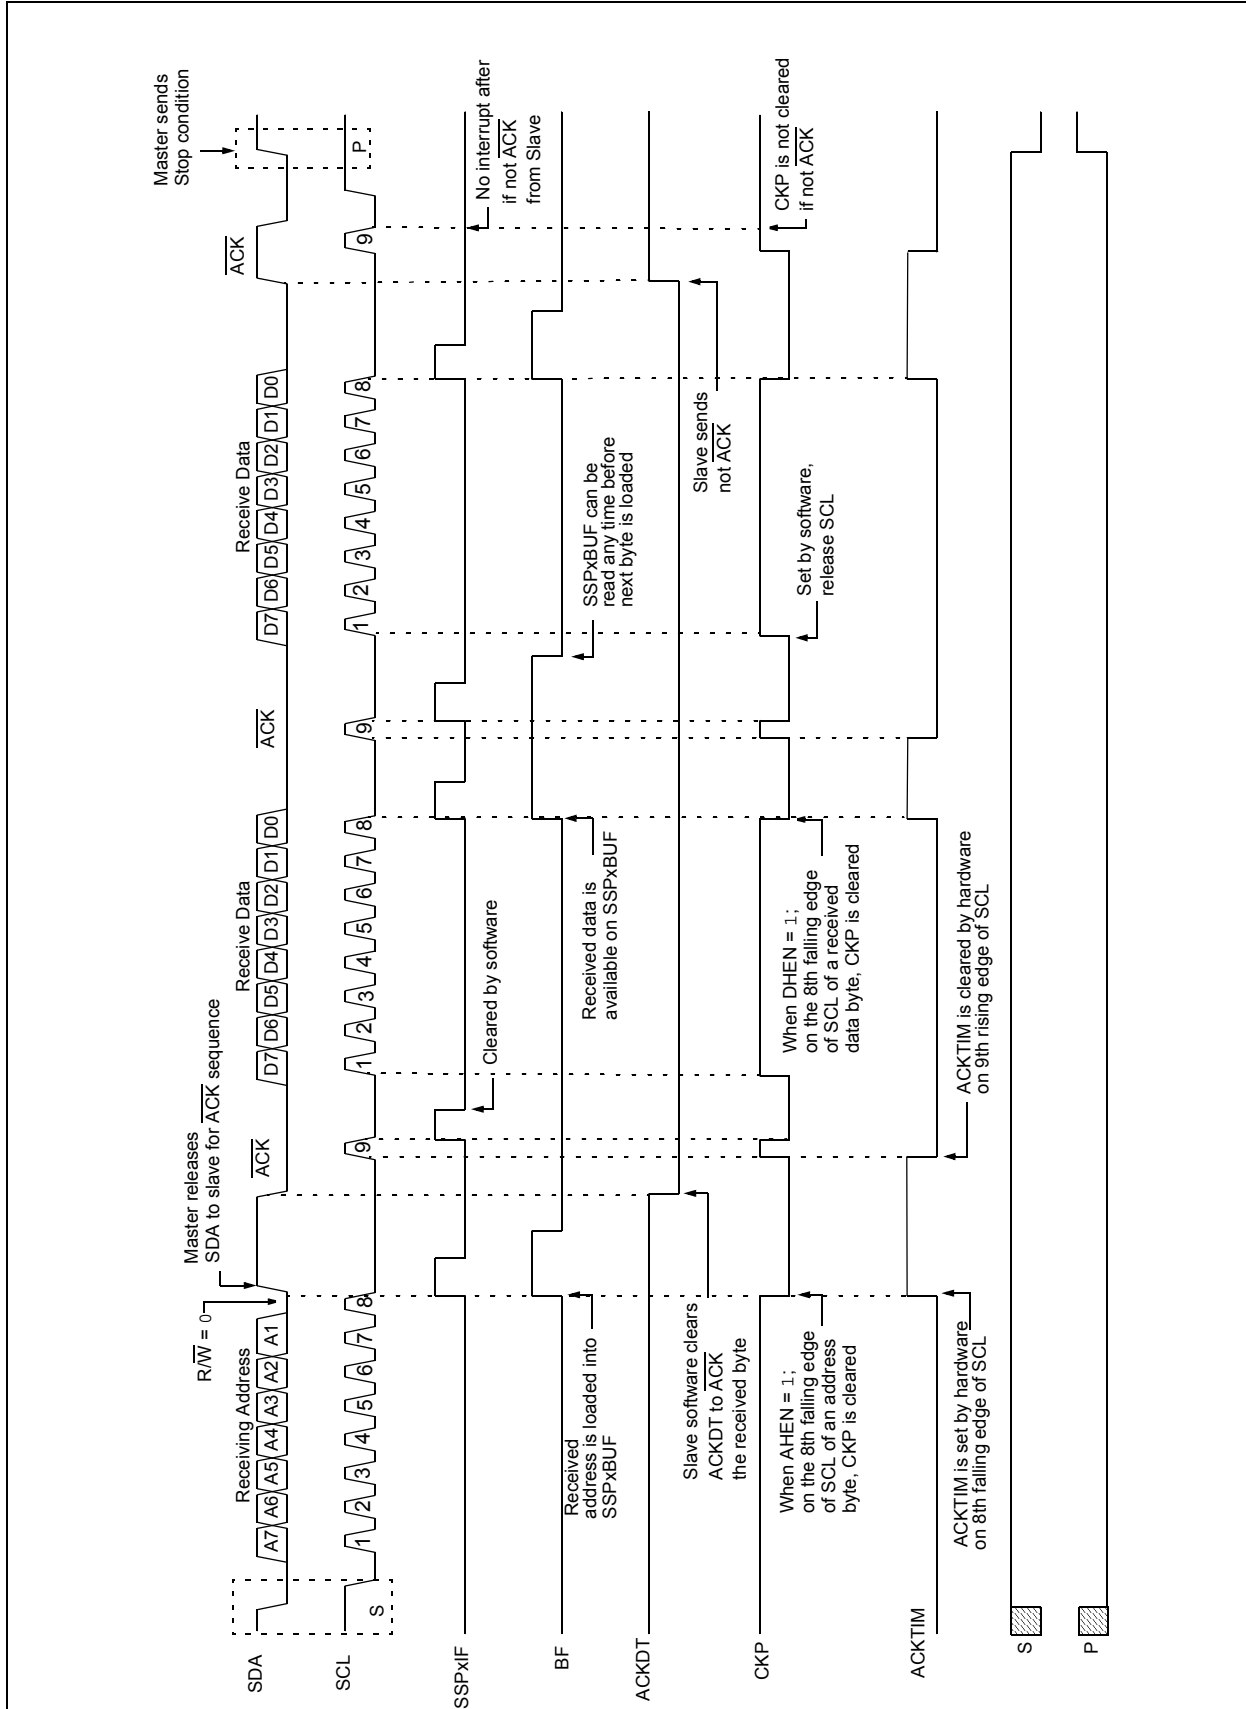 Master sends
Stop condition
Master releases
SDA to slave for ACK sequence
R/W = 0
Receiving Address
Receive Data
Receive Data
ACK
ACK
ACK
SDA
A7 A6 A5 A4 A3 A2 A1
D7 D6 D5 D4 D3 D2 D1 D0
D7 D6 D5 D4 D3 D2 D1 D0
SCL
S
1 2 3 4 5 6 7 8 9
1 2 3 4 5 6 7 8 9
1 2 3 4 5 6 7 8 9
P
SSPxIF
Cleared by software
No interrupt after
if not ACK
from Slave
BF
Received
address is loaded into
SSPxBUF
Received data is
available on SSPxBUF
SSPxBUF can be
read any time before
next byte is loaded
ACKDT
Slave software clears
ACKDT to ACK
the received byte
Slave sends
not ACK
CKP
When AHEN = 1;
on the 8th falling edge
of SCL of an address
byte, CKP is cleared
When DHEN = 1;
on the 8th falling edge
of SCL of a received
data byte, CKP is cleared
Set by software,
release SCL
CKP is not cleared
if not ACK
ACKTIM
ACKTIM is set by hardware
on 8th falling edge of SCL
ACKTIM is cleared by hardware
on 9th rising edge of SCL
S
P